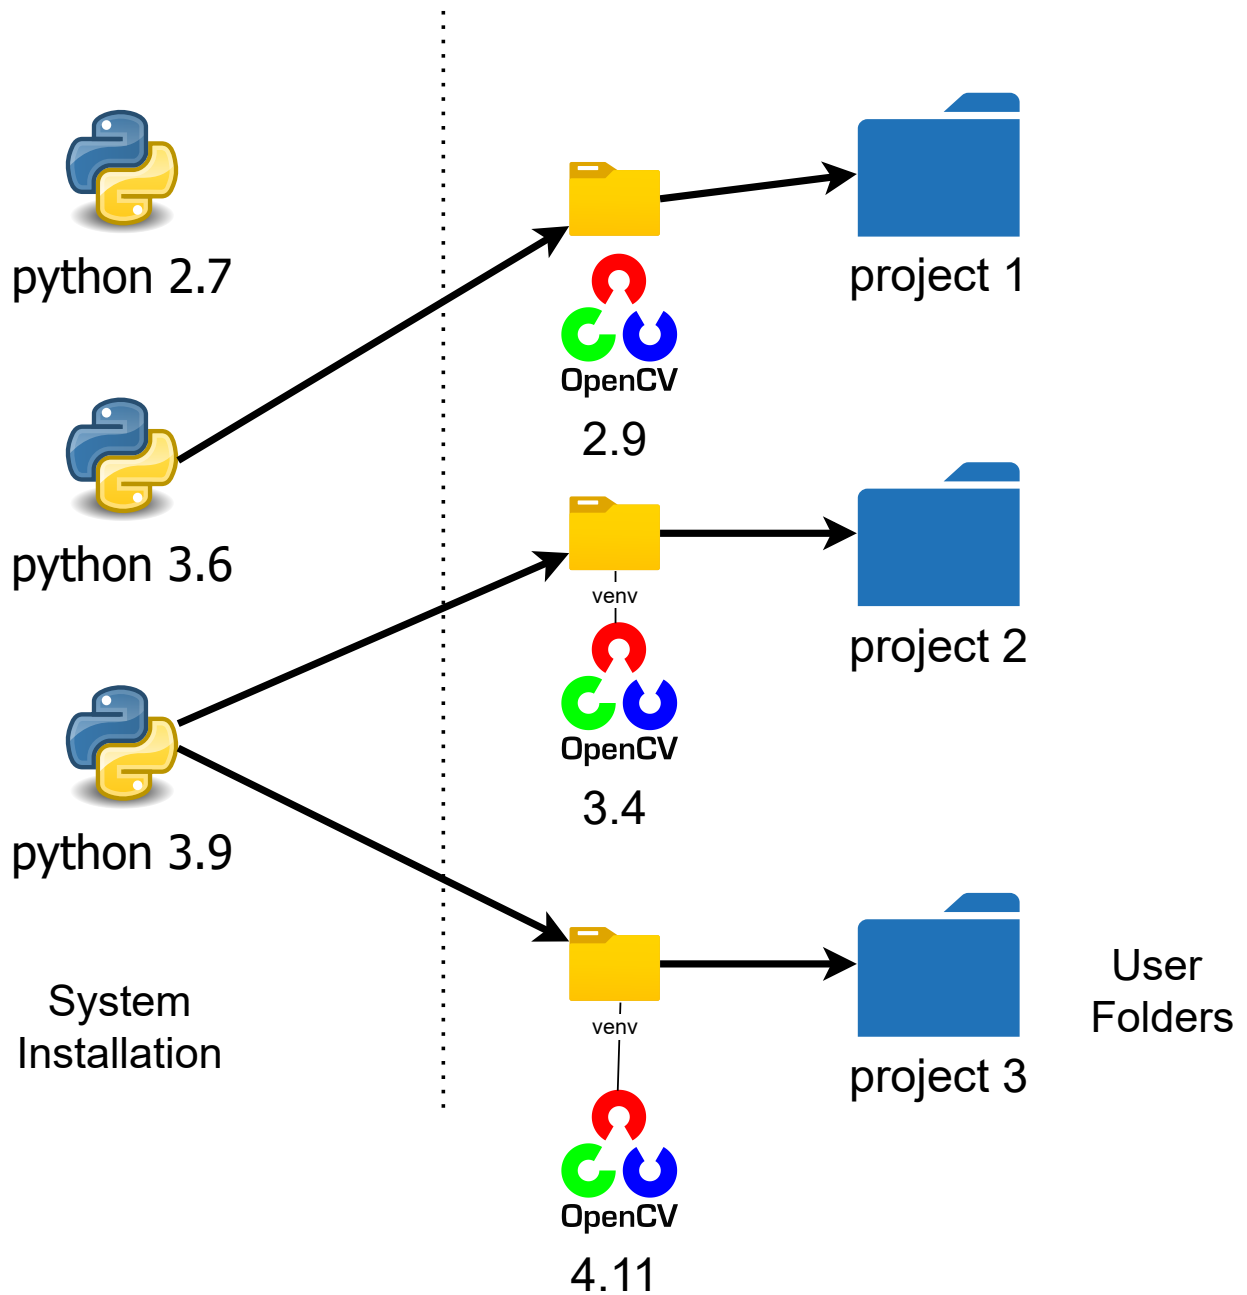 python 2.7
python 3.6
python 3.9
System
Installation
OpenCV
2.9
venv
OpenCV
3.4
venv
OpenCV
4.11
project 1
project 2
project 3
User
Folders